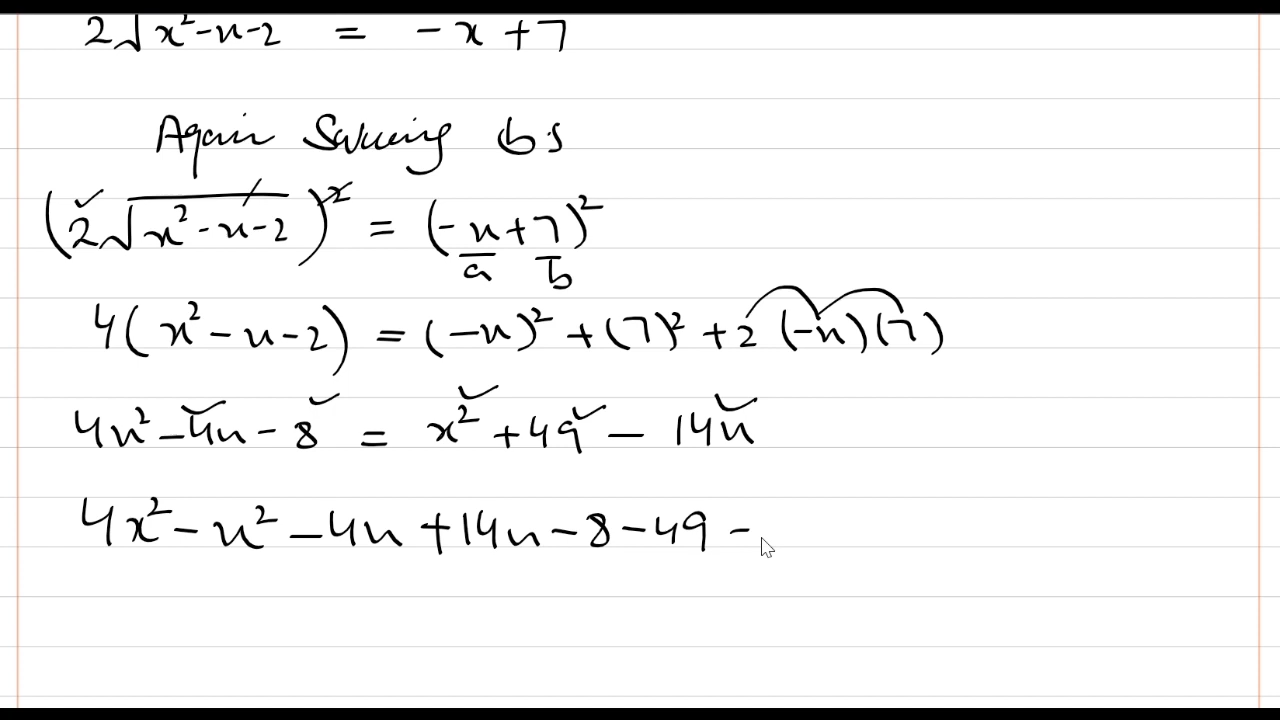 2√x²-x-2 = -x+7
Again Squaring bs
(2√x²-x-2)² = (-x+7)²
a b
4(x²-x-2) = (-x)²+(7)²+2(-x)(7)
4x²-4x-8 = x²+49-14x
4x²-x²-4x+14x-8-49 -